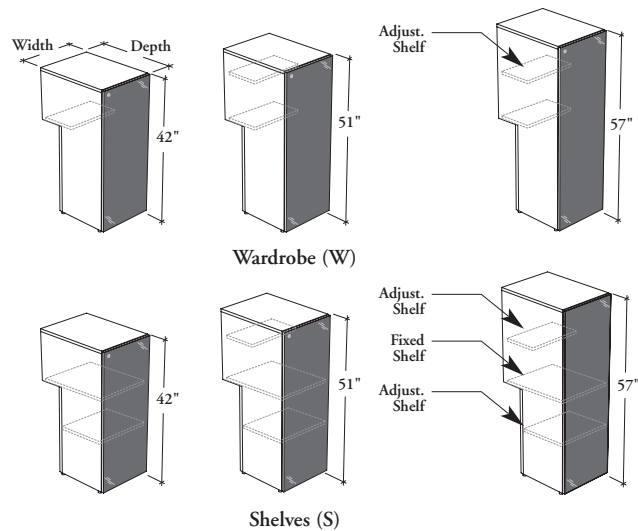 Width
Depth
42"
51"
Adjust.
Shelf
57"
Wardrobe (W)
42"
51"
Adjust.
Shelf
Fixed
Shelf
Adjust.
Shelf
57"
Shelves (S)